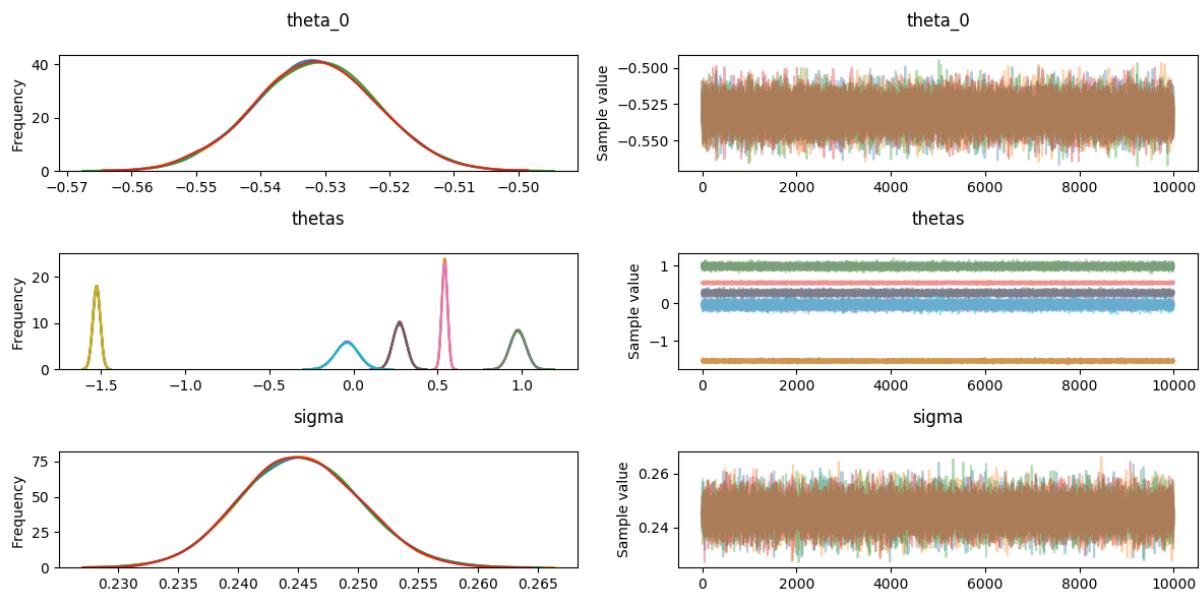 theta_0
theta_0
Frequency
40
20
0
−0.57 −0.56 −0.55 −0.54 −0.53 −0.52 −0.51 −0.50
Sample value
−0.500
−0.525
−0.550
0 2000 4000 6000 8000 10000
thetas
thetas
Frequency
20
10
0
−1.5 −1.0 −0.5 0.0 0.5 1.0
Sample value
1
0
−1
0 2000 4000 6000 8000 10000
sigma
sigma
Frequency
75
50
25
0
0.230 0.235 0.240 0.245 0.250 0.255 0.260 0.265
Sample value
0.26
0.24
0 2000 4000 6000 8000 10000